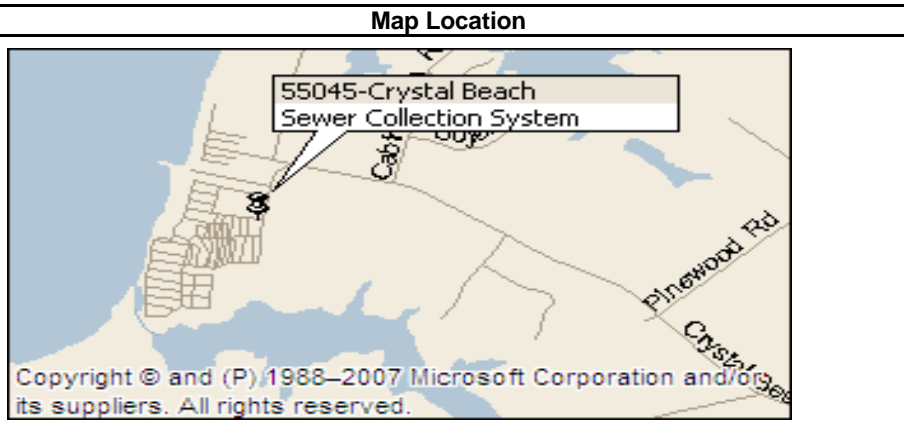 Map Location
55045-Crystal Beach
Sewer Collection System
Pinewood Rd
Copyright © and (P) 1988–2007 Microsoft Corporation and/or
its suppliers. All rights reserved.